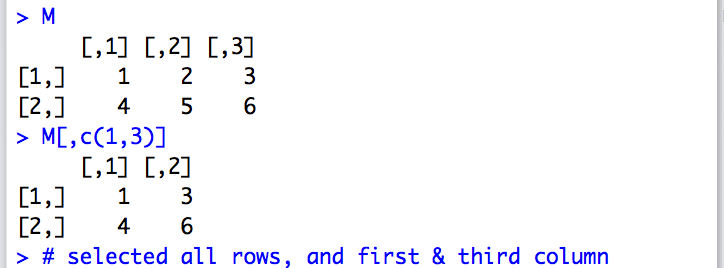 > M
     [,1] [,2] [,3]
[1,]    1    2    3
[2,]    4    5    6
> M[,c(1,3)]
     [,1] [,2]
[1,]    1    3
[2,]    4    6
> # selected all rows, and first & third column